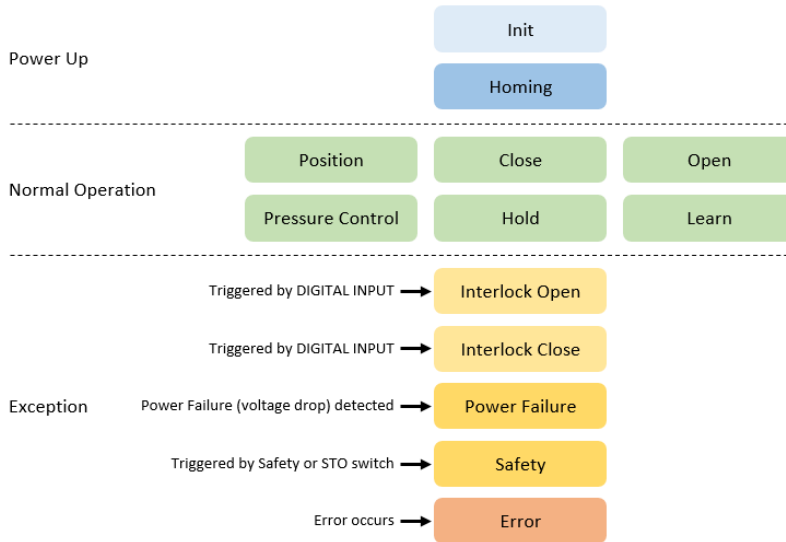 Init
Power Up
Homing
Position
Close
Open
Normal Operation
Pressure Control
Hold
Learn
Triggered by DIGITAL INPUT
Interlock Open
Triggered by DIGITAL INPUT
Interlock Close
Exception
Power Failure (voltage drop) detected
Power Failure
Triggered by Safety or STO switch
Safety
Error occurs
Error